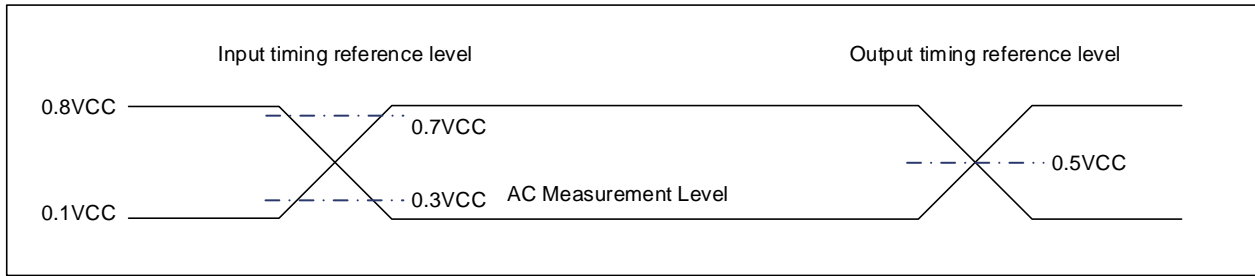 Input timing reference level
Output timing reference level
0.8VCC
0.7VCC
0.5VCC
0.3VCC
AC Measurement Level
0.1VCC